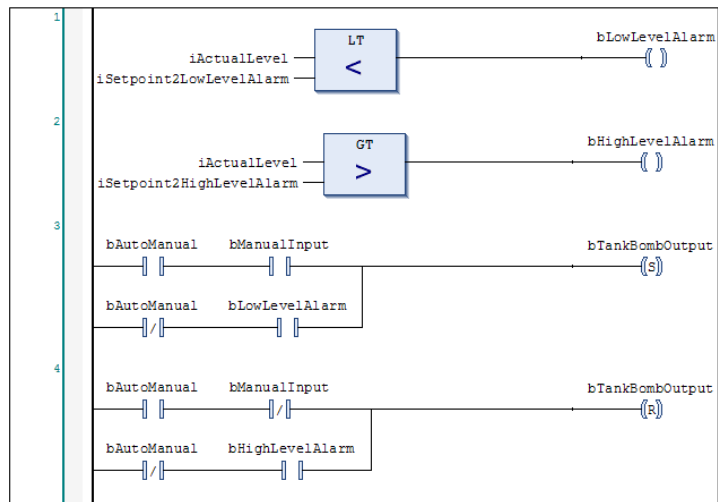 1
LT
bLowLevelAlarm
iActualLevel
<
( )
iSetpoint2LowLevelAlarm
2
GT
bHighLevelAlarm
iActualLevel
>
( )
iSetpoint2HighLevelAlarm
3
bAutoManual bManualInput bTankBombOutput
(S)
bAutoManual bLowLevelAlarm
/
4
bAutoManual bManualInput bTankBombOutput
/ (R)
bAutoManual bHighLevelAlarm
/